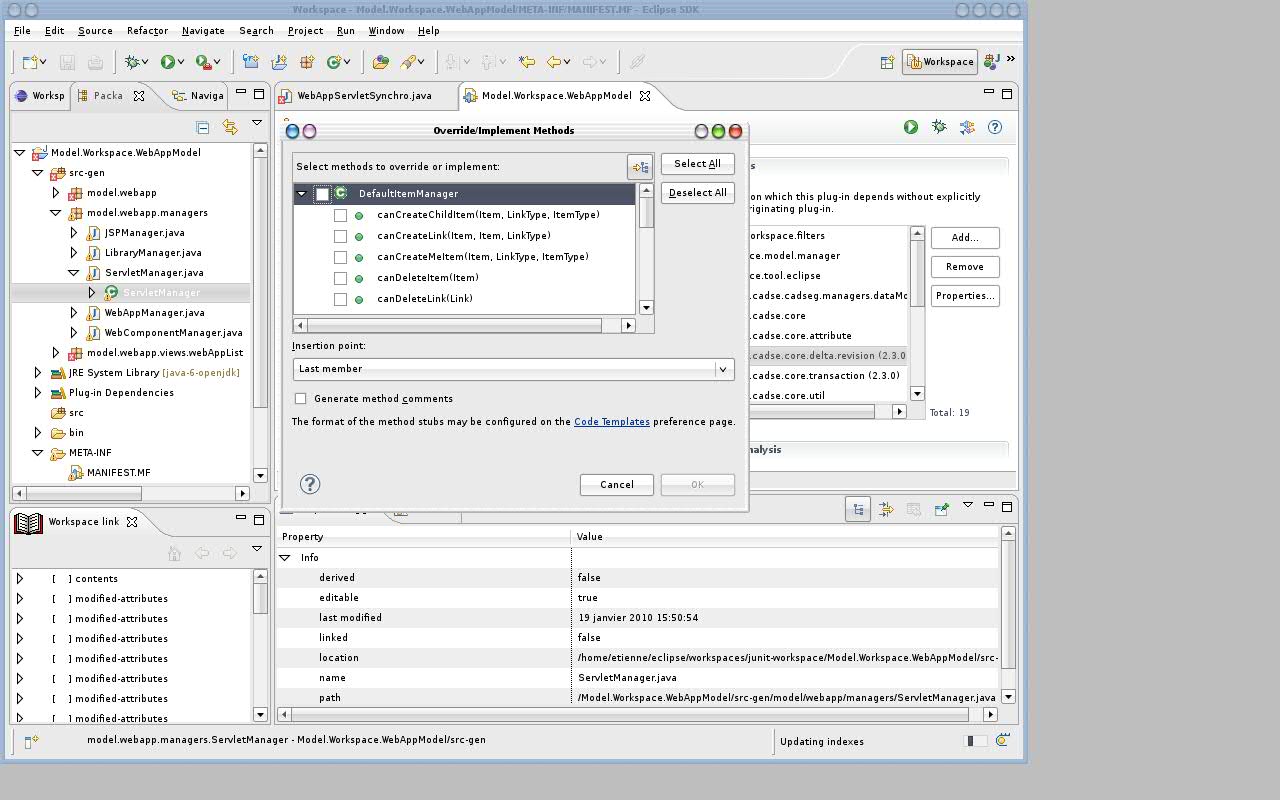 Workspace - Model.Workspace.WebAppModel/META-INF/MANIFEST.MF - Eclipse SDK
File Edit Source Refactor Navigate Search Project Run Window Help
Workspace
Worksp Packa Naviga
WebAppServletSynchro.java Model.Workspace.WebAppModel
Model.Workspace.WebAppModel
src-gen
model.webapp
model.webapp.managers
JSPManager.java
LibraryManager.java
ServletManager.java
ServletManager
WebAppManager.java
WebComponentManager.java
model.webapp.views.webAppList
JRE System Library [java-6-openjdk]
Plug-in Dependencies
src
bin
META-INF
MANIFEST.MF
Override/Implement Methods
Select methods to override or implement:
Select All
Deselect All
DefaultItemManager
canCreateChildItem(Item, LinkType, ItemType)
canCreateLink(Item, Item, LinkType)
canCreateMeItem(Item, LinkType, ItemType)
canDeleteItem(Item)
canDeleteLink(Link)
Insertion point:
Last member
Generate method comments
The format of the method stubs may be configured on the Code Templates preference page.
Cancel OK
s
on which this plug-in depends without explicitly
riginating plug-in.
orkspace.filters
ce.model.manager
ce.tool.eclipse
.cadse.cadseg.managers.dataMo
.cadse.core
.cadse.core.attribute
.cadse.core.delta.revision (2.3.0
.cadse.core.transaction (2.3.0)
.cadse.core.util
Add...
Remove
Properties...
Total: 19
nalysis
Workspace link
[ ] contents
[ ] modified-attributes
[ ] modified-attributes
[ ] modified-attributes
[ ] modified-attributes
[ ] modified-attributes
[ ] modified-attributes
[ ] modified-attributes
Property Value
Info
derived false
editable true
last modified 19 janvier 2010 15:50:54
linked false
location /home/etienne/eclipse/workspaces/junit-workspace/Model.Workspace.WebAppModel/src-
name ServletManager.java
path /Model.Workspace.WebAppModel/src-gen/model/webapp/managers/ServletManager.java
model.webapp.managers.ServletManager - Model.Workspace.WebAppModel/src-gen
Updating indexes